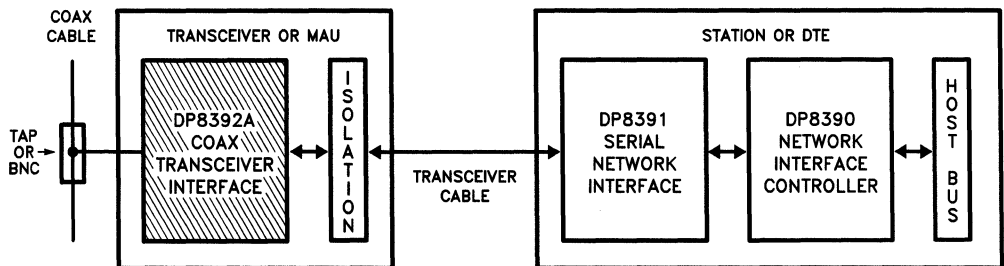 COAX
CABLE
TAP
OR
BNC
TRANSCEIVER OR MAU
DP8392A
COAX
TRANSCEIVER
INTERFACE
ISOLATION
TRANSCEIVER
CABLE
STATION OR DTE
DP8391
SERIAL
NETWORK
INTERFACE
DP8390
NETWORK
INTERFACE
CONTROLLER
HOST BUS